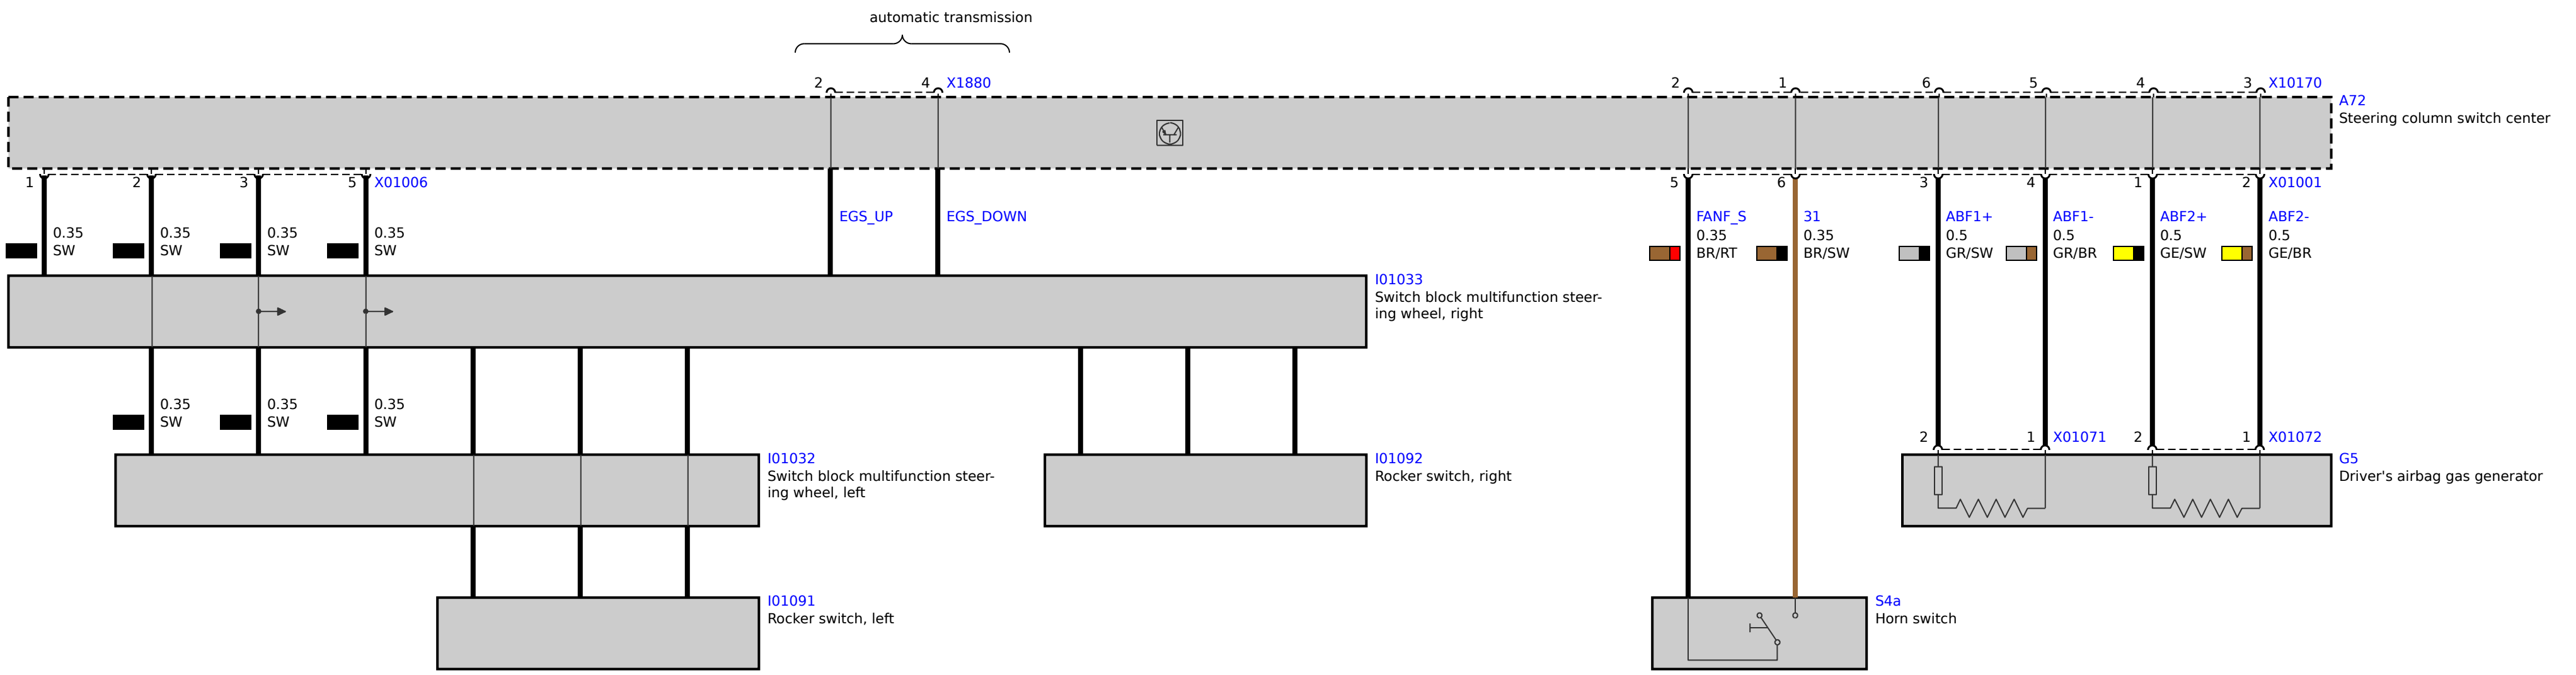 automatic transmission
2 4 X1880
2 1 6 5 4 3 X10170
A72
Steering column switch center
1 2 3 5 X01006
5 6 3 4 1 2 X01001
EGS_UP EGS_DOWN
FANF_S 31 ABF1+ ABF1- ABF2+ ABF2-
0.35 0.35 0.35 0.35
0.35 0.35 0.5 0.5 0.5 0.5
SW SW SW SW
BR/RT BR/SW GR/SW GR/BR GE/SW GE/BR
I01033
Switch block multifunction steer-
ing wheel, right
0.35 0.35 0.35
SW SW SW
2 1 X01071 2 1 X01072
I01032
Switch block multifunction steer-
ing wheel, left
I01092
Rocker switch, right
G5
Driver's airbag gas generator
I01091
Rocker switch, left
S4a
Horn switch